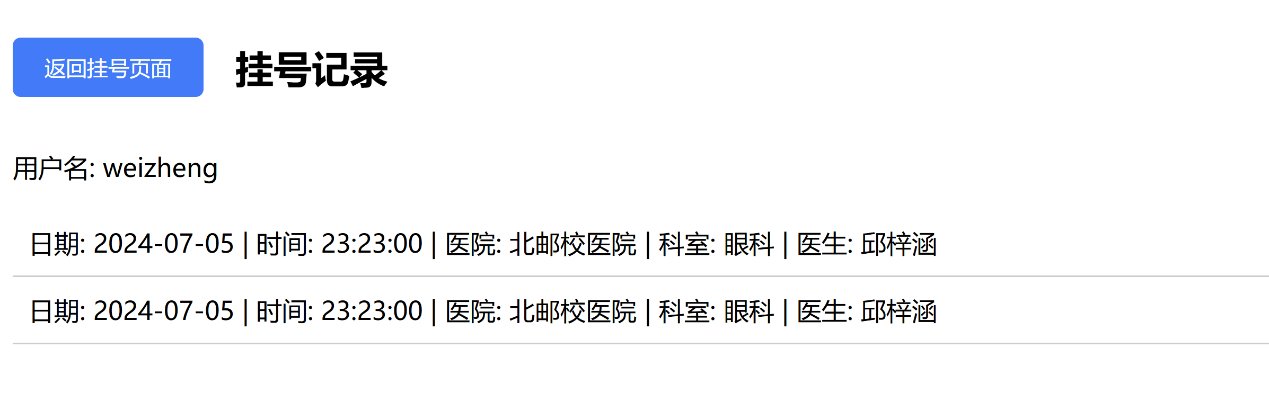 返回挂号页面
挂号记录
用户名: weizheng
日期: 2024-07-05 | 时间: 23:23:00 | 医院: 北邮校医院 | 科室: 眼科 | 医生: 邱梓涵
日期: 2024-07-05 | 时间: 23:23:00 | 医院: 北邮校医院 | 科室: 眼科 | 医生: 邱梓涵